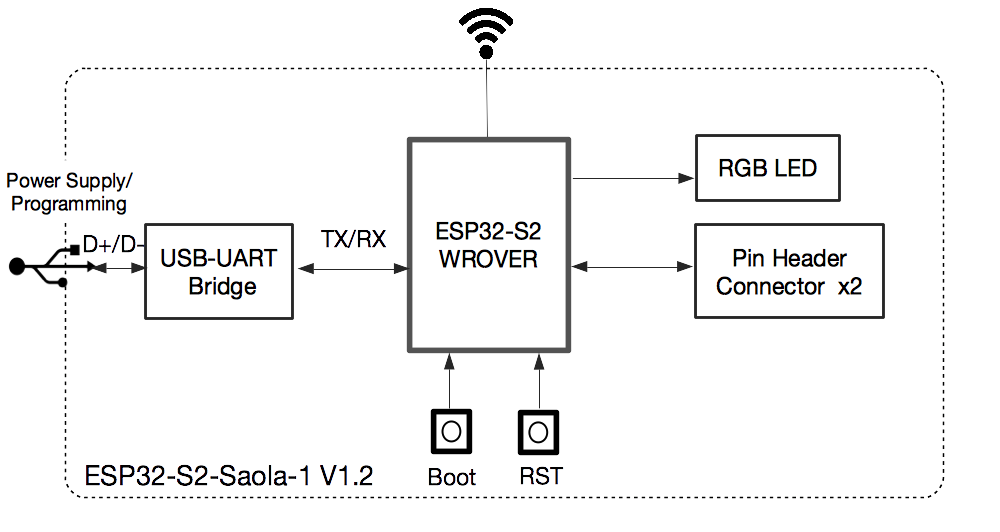 Power Supply/
Programming
D+/D-
USB-UART
Bridge
TX/RX
ESP32-S2
WROVER
RGB LED
Pin Header
Connector x2
Boot
RST
ESP32-S2-Saola-1 V1.2